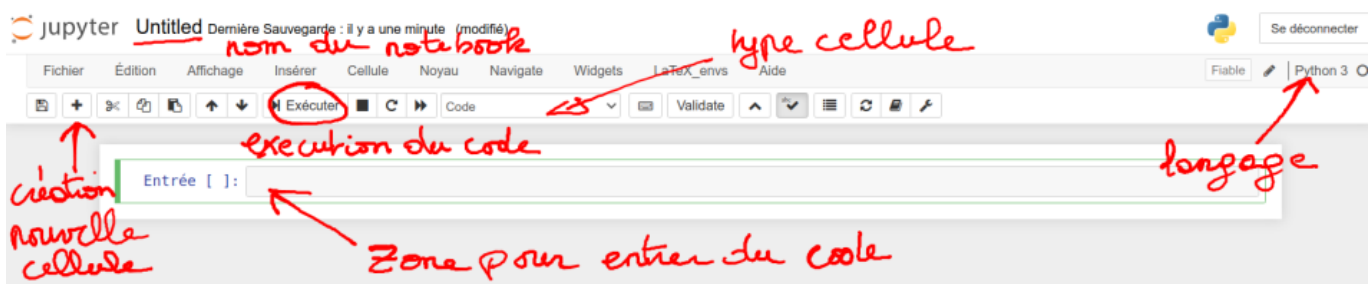 jupyter Untitled Dernière Sauvegarde : il y a une minute (modifié) Se déconnecter
nom du notebook
type cellule
Fichier Édition Affichage Insérer Cellule Noyau Navigate Widgets LaTeX_envs Aide Fiable Python 3
Exécuter Code Validate
execution du code
langage
Entrée [ ]:
création
nouvelle
cellule
Zone pour entrer du code